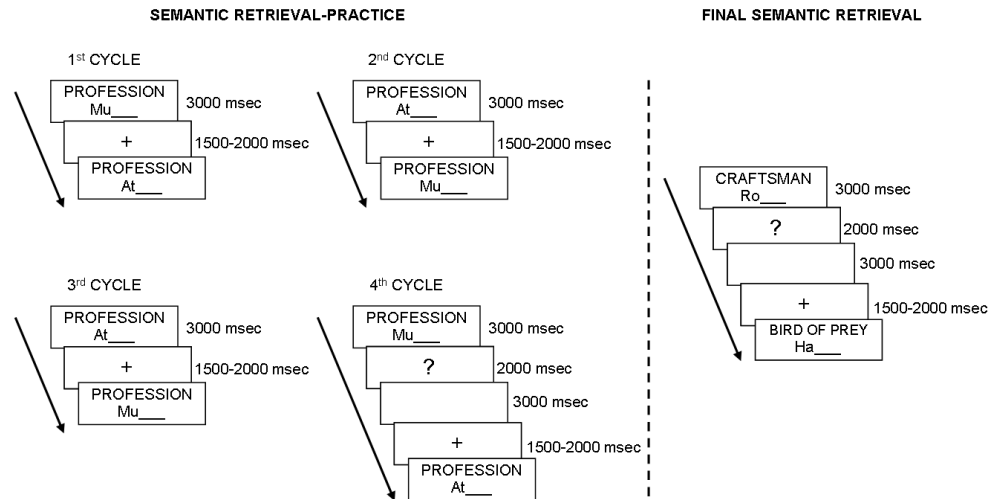 SEMANTIC RETRIEVAL-PRACTICE
FINAL SEMANTIC RETRIEVAL
1st CYCLE
PROFESSION
Mu___
3000 msec
+
1500-2000 msec
PROFESSION
At___
2nd CYCLE
PROFESSION
At___
3000 msec
+
1500-2000 msec
PROFESSION
Mu___
3rd CYCLE
PROFESSION
At___
3000 msec
+
1500-2000 msec
PROFESSION
Mu___
4th CYCLE
PROFESSION
Mu___
3000 msec
?
2000 msec
3000 msec
+
1500-2000 msec
PROFESSION
At___
CRAFTSMAN
Ro___
3000 msec
?
2000 msec
3000 msec
+
1500-2000 msec
BIRD OF PREY
Ha___